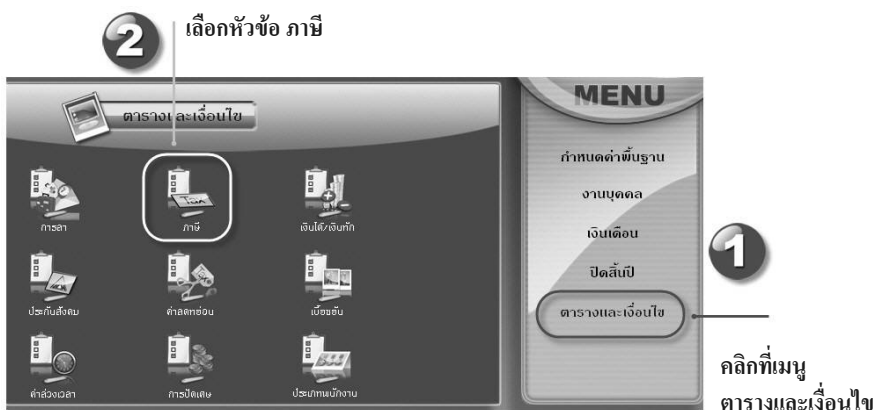 2
เลือกหัวข้อ ภาษี
ตารางและเงื่อนไข
การลา
ภาษี
เงินได้/เงินหัก
ประกันสังคม
ค่าลดหย่อน
เบี้ยขยัน
ค่าล่วงเวลา
การปัดเศษ
ประเภทพนักงาน
MENU
กำหนดค่าพื้นฐาน
งานบุคคล
เงินเดือน
ปิดสิ้นปี
ตารางและเงื่อนไข
1
คลิกที่เมนู
ตารางและเงื่อนไข